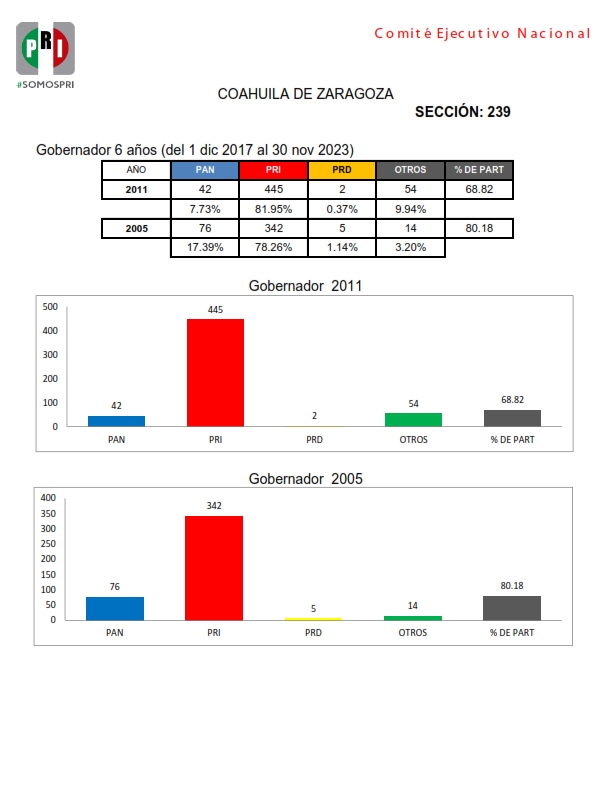 Comité Ejecutivo Nacional
PRI
#SOMOSPRI
COAHUILA DE ZARAGOZA
SECCIÓN: 239
Gobernador 6 años (del 1 dic 2017 al 30 nov 2023)
AÑO PAN PRI PRD OTROS % DE PART
2011 42 445 2 54 68.82
7.73% 81.95% 0.37% 9.94%
2005 76 342 5 14 80.18
17.39% 78.26% 1.14% 3.20%
Gobernador 2011
500
400
300
200
100
0
42 445 2 54 68.82
PAN PRI PRD OTROS % DE PART
Gobernador 2005
400
350
300
250
200
150
100
50
0
76 342 5 14 80.18
PAN PRI PRD OTROS % DE PART